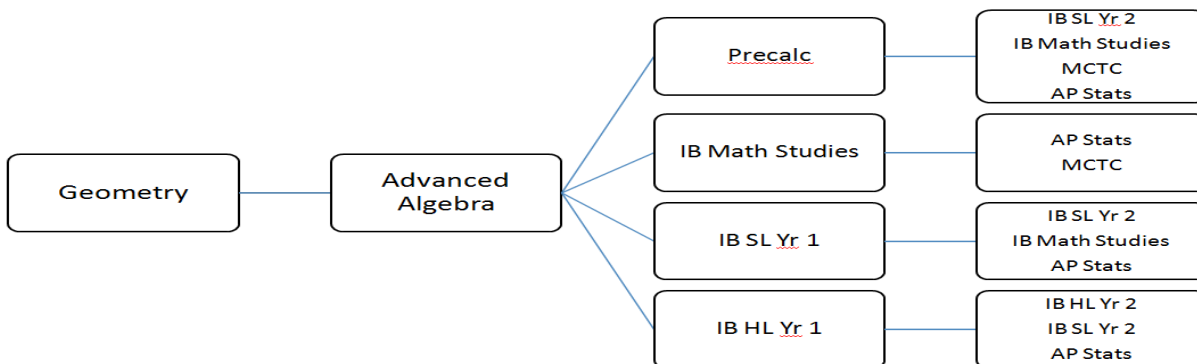 Geometry
Advanced
Algebra
Precalc
IB Math Studies
IB SL Yr 1
IB HL Yr 1
IB SL Yr 2
IB Math Studies
MCTC
AP Stats
AP Stats
MCTC
IB SL Yr 2
IB Math Studies
AP Stats
IB HL Yr 2
IB SL Yr 2
AP Stats